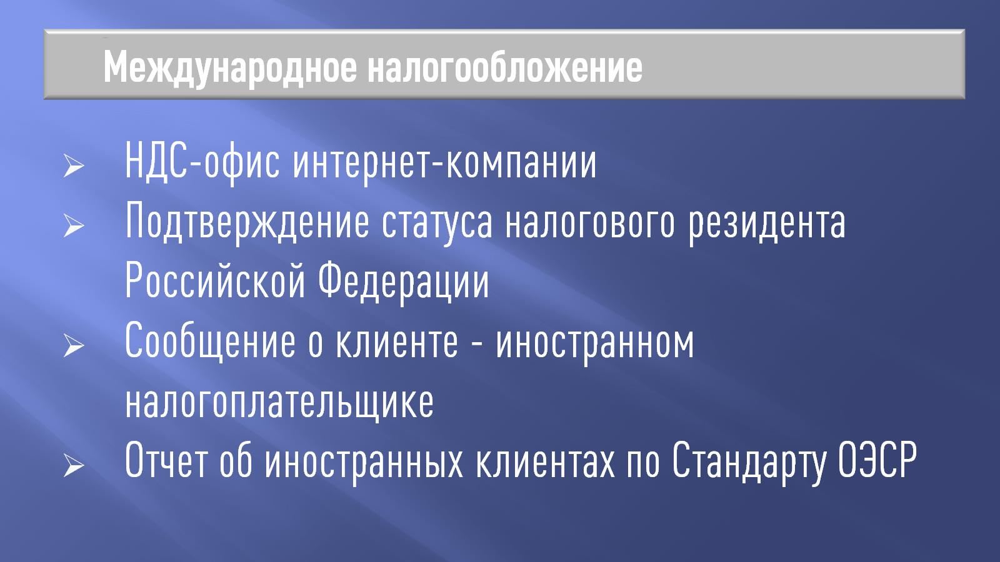 Международное налогообложение
НДС-офис интернет-компании
Подтверждение статуса налогового резидента
Российской Федерации
Сообщение о клиенте - иностранном
налогоплательщике
Отчет об иностранных клиентах по Стандарту ОЭСР